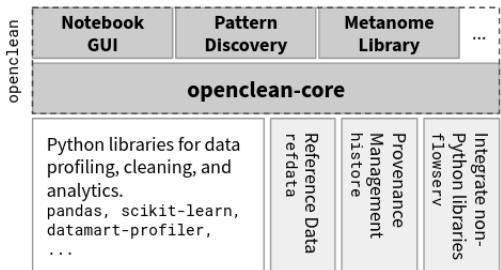 openclean
Notebook
GUI
Pattern
Discovery
Metanome
Library
...
openclean-core
Python libraries for data
profiling, cleaning, and
analytics.
pandas, scikit-learn,
datamart-profiler,
...
Reference Data
refdata
Provenance
Management
histore
Integrate non-
Python libraries
flowserv